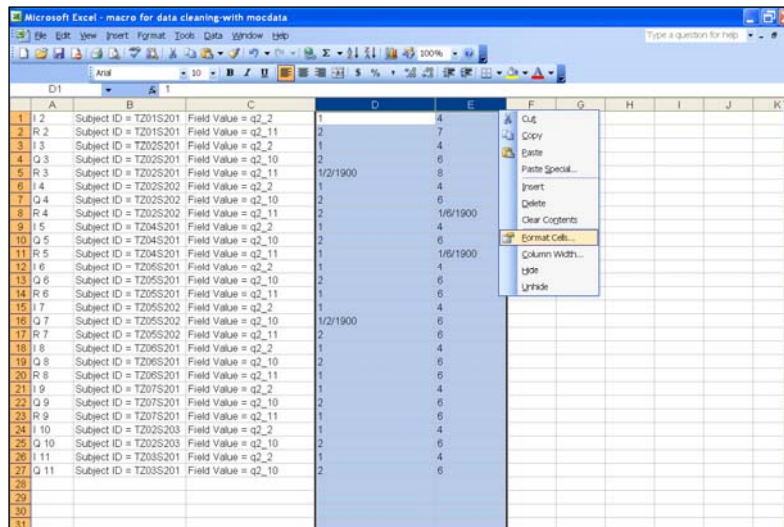 Microsoft Excel - macro for data cleaning-with mocdata
File Edit View Insert Format Tools Data Window Help Type a question for help
100%
Arial 10 B I U $ % ,
D1 fx 1
A B C D E F G H I J K
1 I 2 Subject ID = TZ01S201 Field Value = q2_2 1 4
2 R 2 Subject ID = TZ01S201 Field Value = q2_11 2 7
3 I 3 Subject ID = TZ02S201 Field Value = q2_2 1 4
4 Q 3 Subject ID = TZ02S201 Field Value = q2_10 2 6
5 R 3 Subject ID = TZ02S201 Field Value = q2_11 1/2/1900 8
6 I 4 Subject ID = TZ02S202 Field Value = q2_2 1 4
7 Q 4 Subject ID = TZ02S202 Field Value = q2_10 2 6
8 R 4 Subject ID = TZ02S202 Field Value = q2_11 2 1/6/1900
9 I 5 Subject ID = TZ04S201 Field Value = q2_2 1 4
10 Q 5 Subject ID = TZ04S201 Field Value = q2_10 2 6
11 R 5 Subject ID = TZ04S201 Field Value = q2_11 1 1/6/1900
12 I 6 Subject ID = TZ05S201 Field Value = q2_2 1 4
13 Q 6 Subject ID = TZ05S201 Field Value = q2_10 2 6
14 R 6 Subject ID = TZ05S201 Field Value = q2_11 1 6
15 I 7 Subject ID = TZ05S202 Field Value = q2_2 1 4
16 Q 7 Subject ID = TZ05S202 Field Value = q2_10 1/2/1900 6
17 R 7 Subject ID = TZ05S202 Field Value = q2_11 2 6
18 I 8 Subject ID = TZ06S201 Field Value = q2_2 1 4
19 Q 8 Subject ID = TZ06S201 Field Value = q2_10 2 6
20 R 8 Subject ID = TZ06S201 Field Value = q2_11 1 6
21 I 9 Subject ID = TZ07S201 Field Value = q2_2 1 4
22 Q 9 Subject ID = TZ07S201 Field Value = q2_10 2 6
23 R 9 Subject ID = TZ07S201 Field Value = q2_11 1 6
24 I 10 Subject ID = TZ02S203 Field Value = q2_2 1 4
25 Q 10 Subject ID = TZ02S203 Field Value = q2_10 2 6
26 I 11 Subject ID = TZ03S201 Field Value = q2_2 1 4
27 Q 11 Subject ID = TZ03S201 Field Value = q2_10 2 6
28
29
30
31
Cut
Copy
Paste
Paste Special...
Insert
Delete
Clear Contents
Format Cells...
Column Width...
Hide
Unhide